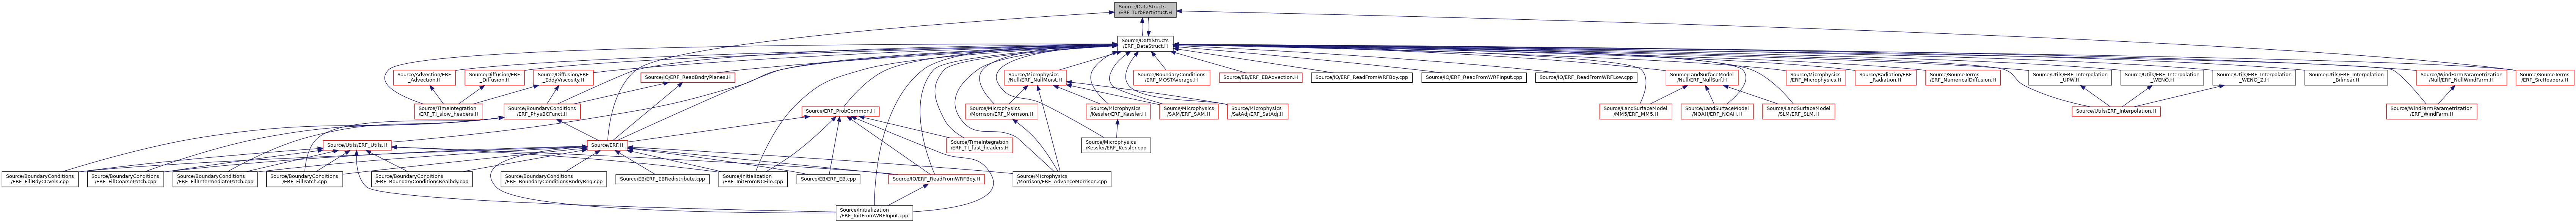 Source/DataStructs
/ERF_TurbPertStruct.H
Source/DataStructs
/ERF_DataStruct.H
Source/Advection/ERF
_Advection.H
Source/Diffusion/ERF
_Diffusion.H
Source/Diffusion/ERF
_EddyViscosity.H
Source/IO/ERF_ReadBndryPlanes.H
Source/Microphysics
/Null/ERF_NullMoist.H
Source/BoundaryConditions
/ERF_MOSTAverage.H
Source/EB/ERF_EBAdvection.H
Source/IO/ERF_ReadFromWRFBdy.cpp
Source/IO/ERF_ReadFromWRFInput.cpp
Source/IO/ERF_ReadFromWRFLow.cpp
Source/LandSurfaceModel
/Null/ERF_NullSurf.H
Source/Microphysics
/ERF_Microphysics.H
Source/Radiation/ERF
_Radiation.H
Source/SourceTerms
/ERF_NumericalDiffusion.H
Source/Utils/ERF_Interpolation
_UPW.H
Source/Utils/ERF_Interpolation
_WENO.H
Source/Utils/ERF_Interpolation
_WENO_Z.H
Source/Utils/ERF_Interpolation
_Bilinear.H
Source/WindFarmParametrization
/Null/ERF_NullWindFarm.H
Source/SourceTerms
/ERF_SrcHeaders.H
Source/TimeIntegration
/ERF_TI_slow_headers.H
Source/BoundaryConditions
/ERF_PhysBCFunct.H
Source/ERF_ProbCommon.H
Source/Microphysics
/Morrison/ERF_Morrison.H
Source/Microphysics
/Kessler/ERF_Kessler.H
Source/Microphysics
/SAM/ERF_SAM.H
Source/Microphysics
/SatAdj/ERF_SatAdj.H
Source/LandSurfaceModel
/MM5/ERF_MM5.H
Source/LandSurfaceModel
/NOAH/ERF_NOAH.H
Source/LandSurfaceModel
/SLM/ERF_SLM.H
Source/Utils/ERF_Interpolation.H
Source/WindFarmParametrization
/ERF_WindFarm.H
Source/Utils/ERF_Utils.H
Source/ERF.H
Source/TimeIntegration
/ERF_TI_fast_headers.H
Source/Microphysics
/Kessler/ERF_Kessler.cpp
Source/BoundaryConditions
/ERF_FillBdyCCVels.cpp
Source/BoundaryConditions
/ERF_FillCoarsePatch.cpp
Source/BoundaryConditions
/ERF_FillIntermediatePatch.cpp
Source/BoundaryConditions
/ERF_FillPatch.cpp
Source/BoundaryConditions
/ERF_BoundaryConditionsRealbdy.cpp
Source/BoundaryConditions
/ERF_BoundaryConditionsBndryReg.cpp
Source/EB/ERF_EBRedistribute.cpp
Source/Initialization
/ERF_InitFromNCFile.cpp
Source/EB/ERF_EB.cpp
Source/IO/ERF_ReadFromWRFBdy.H
Source/Microphysics
/Morrison/ERF_AdvanceMorrison.cpp
Source/Initialization
/ERF_InitFromWRFInput.cpp